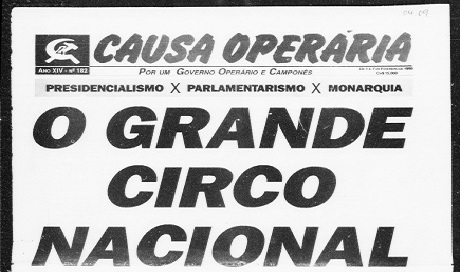 CAUSA OPERÁRIA
ANO XIV - Nº 182
POR UM GOVERNO OPERÁRIO E CAMPONÊS
PRESIDENCIALISMO X PARLAMENTARISMO X MONARQUIA
O GRANDE
CIRCO
NACIONAL